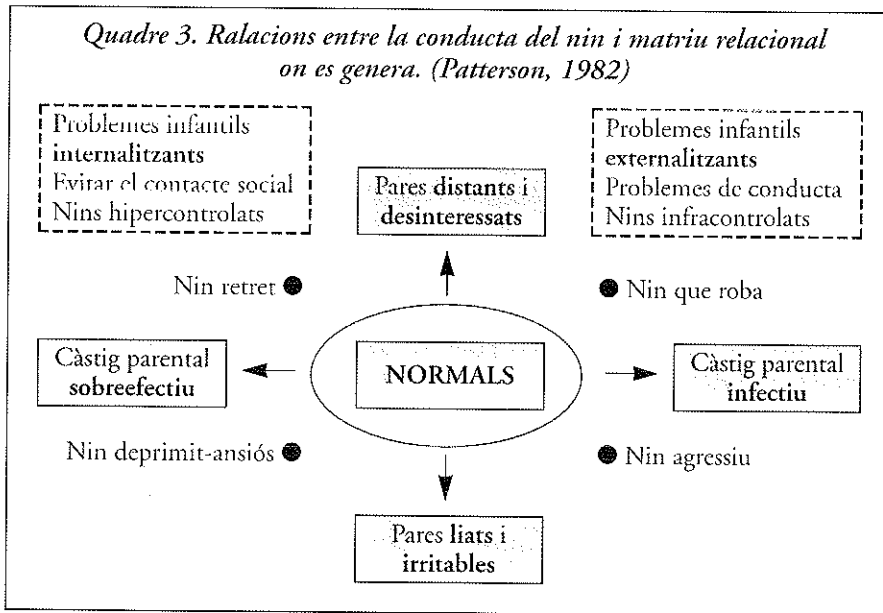 Quadre 3. Ralacions entre la conducta del nin i matriu relacional
on es genera. (Patterson, 1982)
Problemes infantils
internalitzants
Evitar el contacte social
Nins hipercontrolats
Pares distants i
desinteressats
Problemes infantils
externalitzants
Problemes de conducta
Nins infracontrolats
Nin retret
Nin que roba
Càstig parental
sobreefectiu
NORMALS
Càstig parental
infectiu
Nin deprimit-ansiós
Nin agressiu
Pares liats i
irritables